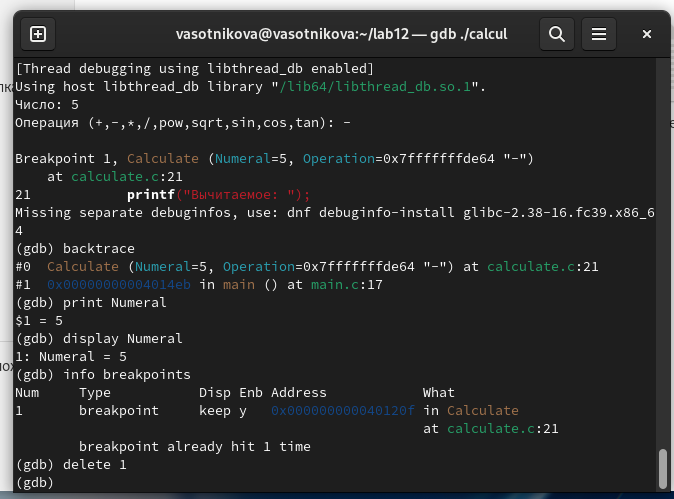 vasotnikova@vasotnikova:~/lab12 — gdb ./calcul
[Thread debugging using libthread_db enabled]
Using host libthread_db library "/lib64/libthread_db.so.1".
Число: 5
Операция (+,-,*,/,pow,sqrt,sin,cos,tan): -
Breakpoint 1, Calculate (Numeral=5, Operation=0x7fffffffde64 "-")
    at calculate.c:21
21            printf("Вычитаемое: ");
Missing separate debuginfos, use: dnf debuginfo-install glibc-2.38-16.fc39.x86_6
4
(gdb) backtrace
#0  Calculate (Numeral=5, Operation=0x7fffffffde64 "-") at calculate.c:21
#1  0x00000000004014eb in main () at main.c:17
(gdb) print Numeral
$1 = 5
(gdb) display Numeral
1: Numeral = 5
(gdb) info breakpoints
Num     Type           Disp Enb Address            What
1       breakpoint     keep y   0x000000000040120f in Calculate
                                                   at calculate.c:21
        breakpoint already hit 1 time
(gdb) delete 1
(gdb)